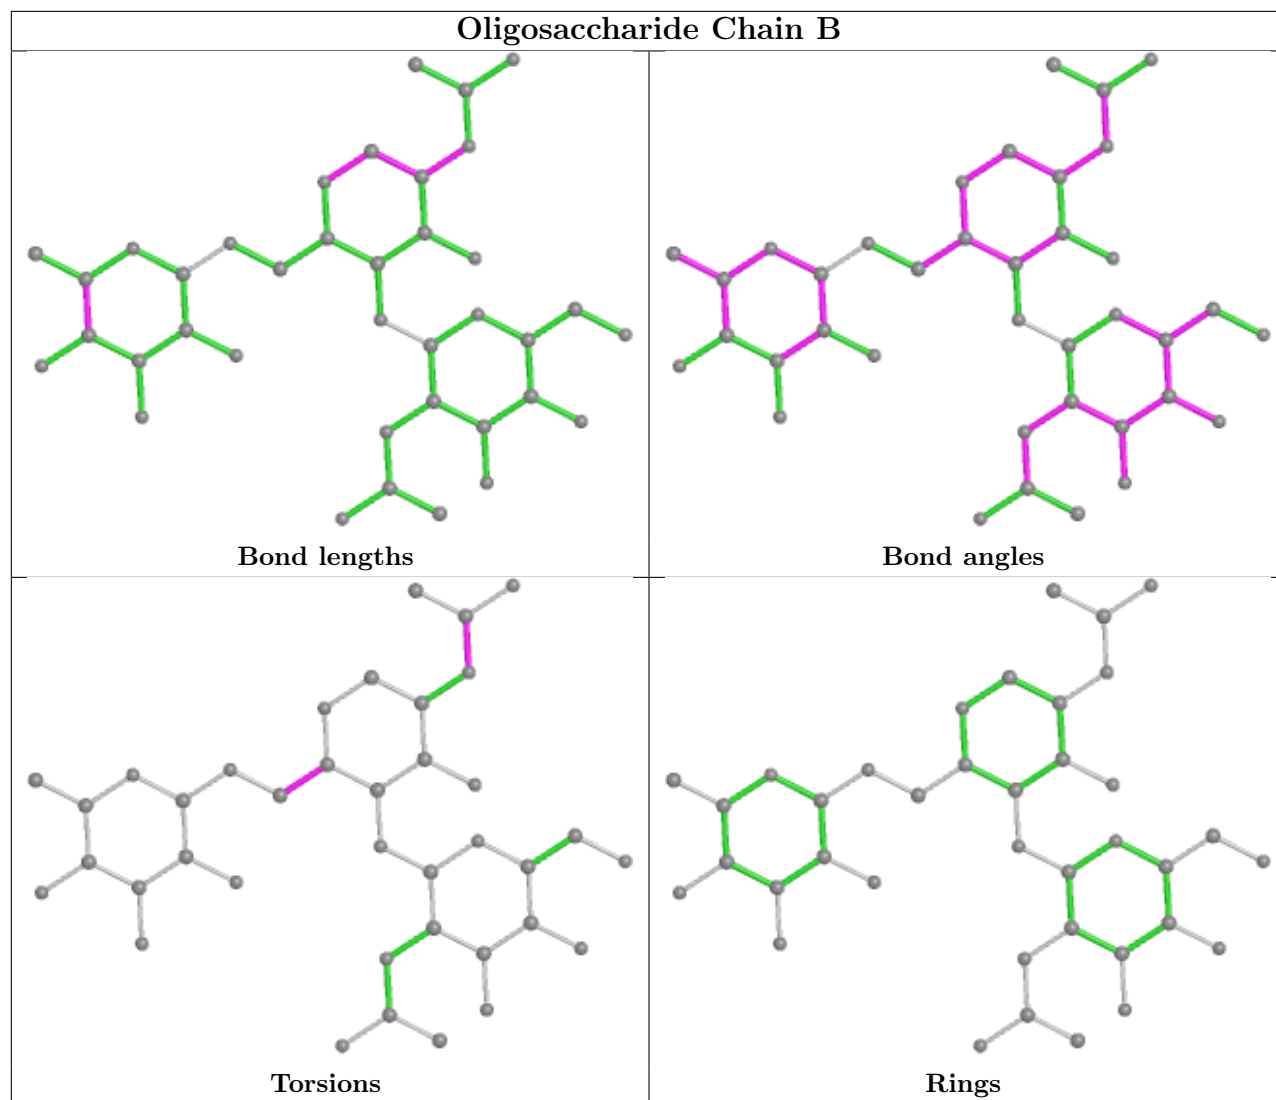 Oligosaccharide Chain B
Bond lengths
Bond angles
Torsions
Rings